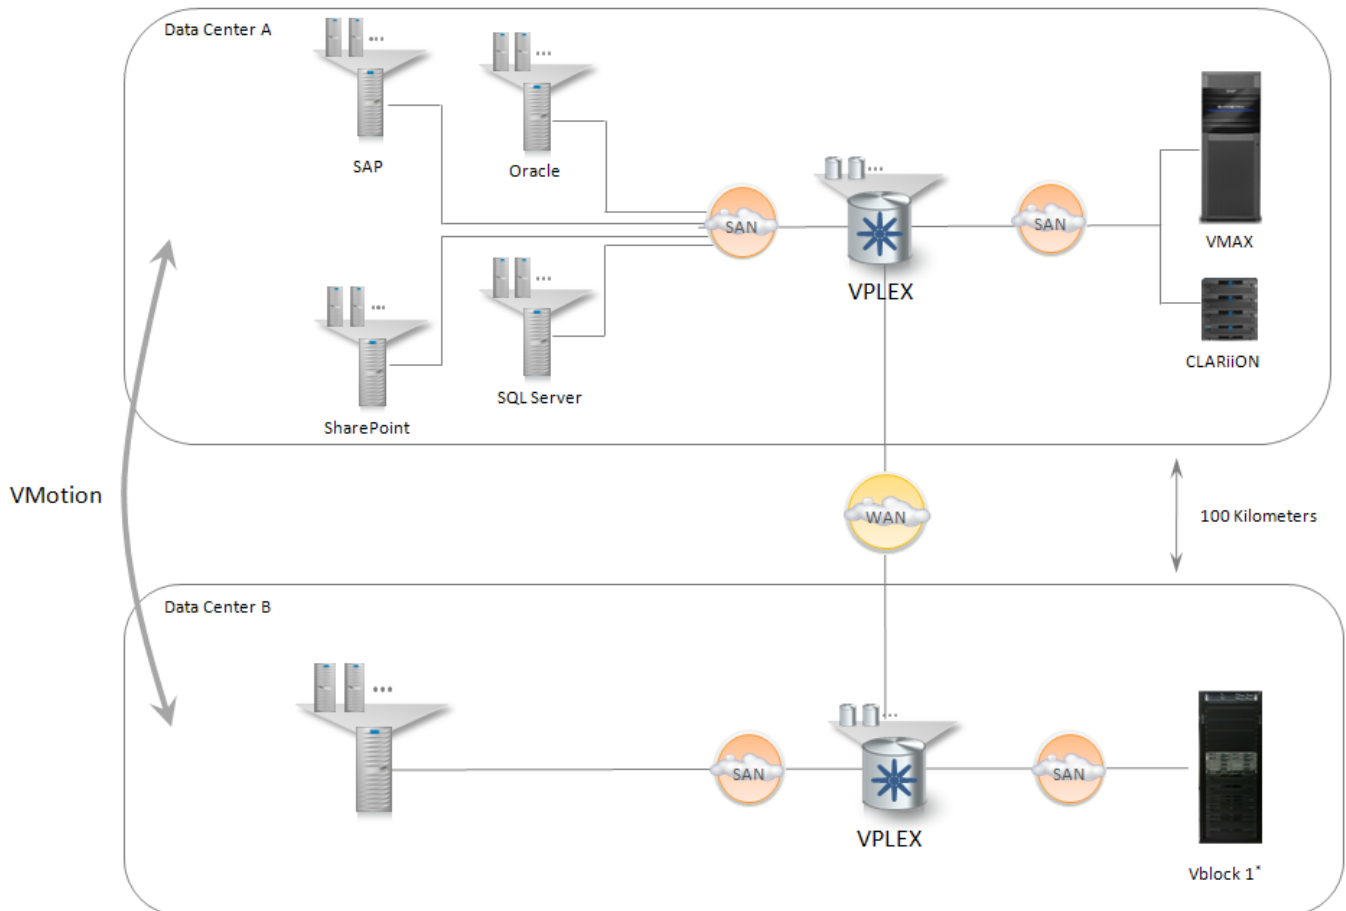 Data Center A
SAP
Oracle
SAN
SAN
VMAX
VPLEX
CLARiiON
SQL Server
SharePoint
VMotion
WAN
100 Kilometers
Data Center B
SAN
SAN
VPLEX
Vblock 1*